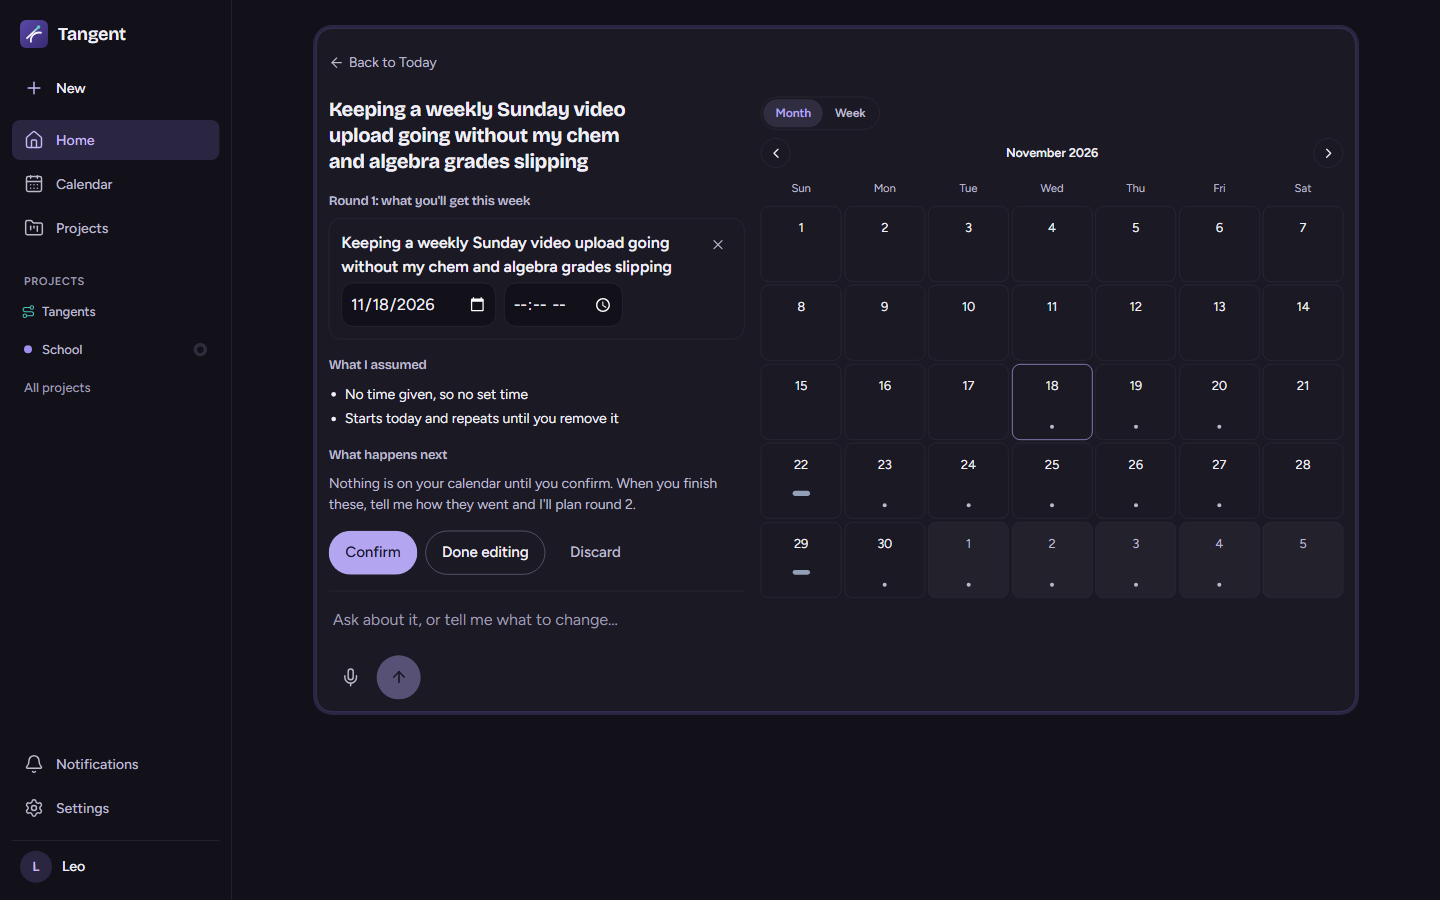 Tangent
New
Home
Calendar
Projects
PROJECTS
Tangents
School
All projects
Notifications
Settings
L
Leo
Back to Today
Keeping a weekly Sunday video
upload going without my chem
and algebra grades slipping
Round 1: what you'll get this week
Keeping a weekly Sunday video upload going
without my chem and algebra grades slipping
11/18/2026
--:-- --
What I assumed
• No time given, so no set time
• Starts today and repeats until you remove it
What happens next
Nothing is on your calendar until you confirm. When you finish
these, tell me how they went and I'll plan round 2.
Confirm
Done editing
Discard
Ask about it, or tell me what to change...
Month
Week
November 2026
Sun Mon Tue Wed Thu Fri Sat
1 2 3 4 5 6 7
8 9 10 11 12 13 14
15 16 17 18 19 20 21
22 23 24 25 26 27 28
29 30 1 2 3 4 5